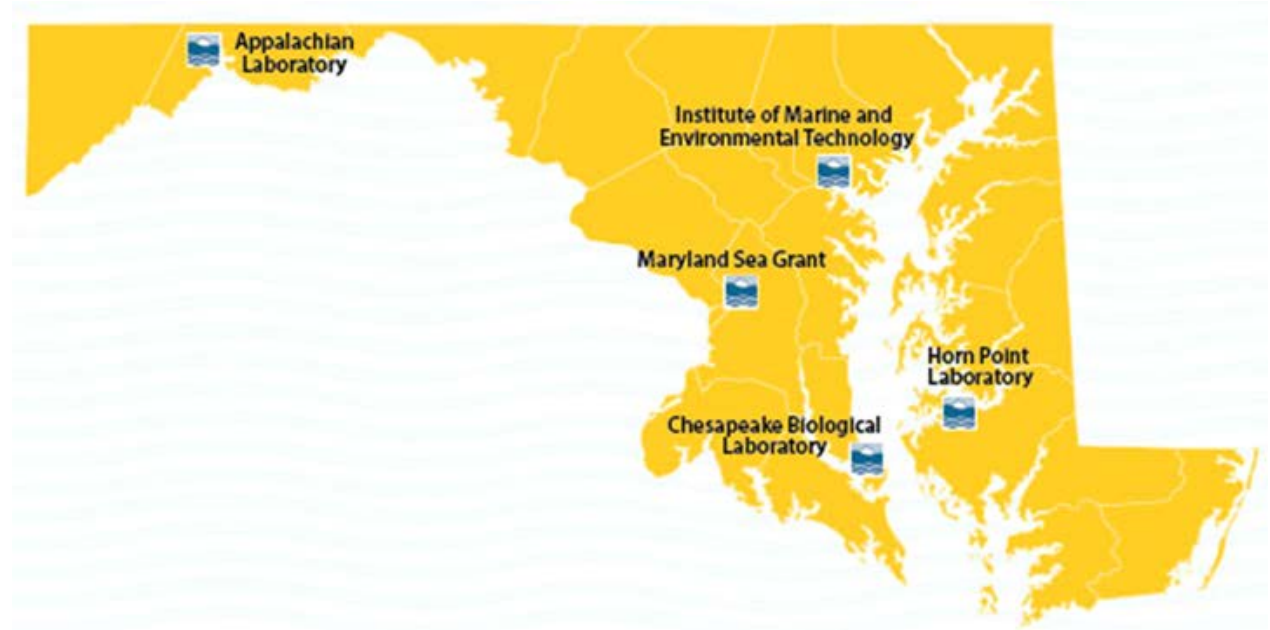 Appalachian
Laboratory
Institute of Marine and
Environmental Technology
Maryland Sea Grant
Horn Point
Laboratory
Chesapeake Biological
Laboratory